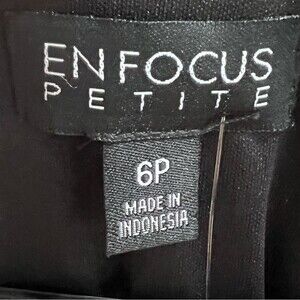 EN FOCUS
PETITE
6P
MADE IN
INDONESIA